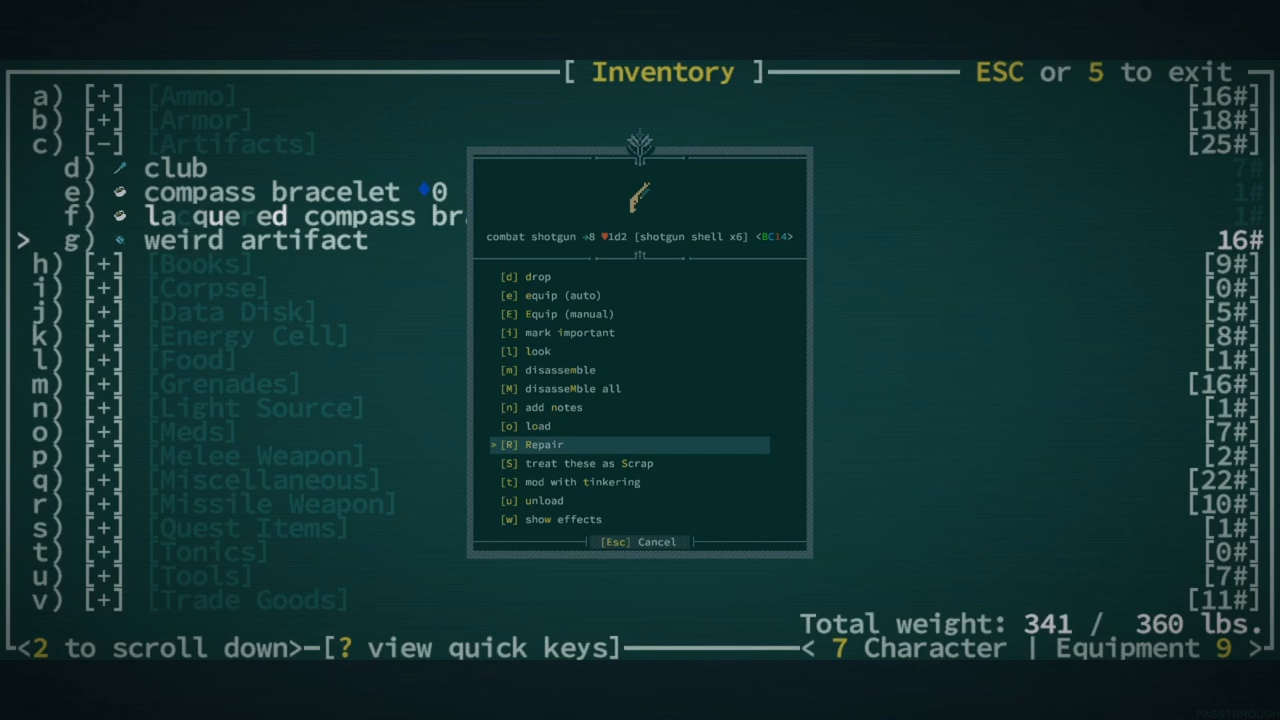 [ Inventory ] ESC or 5 to exit
a) [+] [Ammo] [16#]
b) [+] [Armor] [18#]
c) [-] [Artifacts] [25#]
d) club 7#
e) compass bracelet ♦0 1#
f) lacquered compass bra 1#
> g) weird artifact 16#
h) [+] [Books] [9#]
i) [+] [Corpse] [0#]
j) [+] [Data Disk] [5#]
k) [+] [Energy Cell] [8#]
l) [+] [Food] [1#]
m) [+] [Grenades] [16#]
n) [+] [Light Source] [1#]
o) [+] [Meds] [7#]
p) [+] [Melee Weapon] [2#]
q) [+] [Miscellaneous] [22#]
r) [+] [Missile Weapon] [10#]
s) [+] [Quest Items] [1#]
t) [+] [Tonics] [0#]
u) [+] [Tools] [7#]
v) [+] [Trade Goods] [11#]
Total weight: 341 / 360 lbs.
<2 to scroll down> [? view quick keys] < 7 Character | Equipment 9 >
combat shotgun →8 ♥1d2 [shotgun shell x6] <BC14>
[d] drop
[e] equip (auto)
[E] Equip (manual)
[i] mark important
[l] look
[m] disassemble
[M] disasseMble all
[n] add notes
[o] load
> [R] Repair
[S] treat these as Scrap
[t] mod with tinkering
[u] unload
[w] show effects
[Esc] Cancel